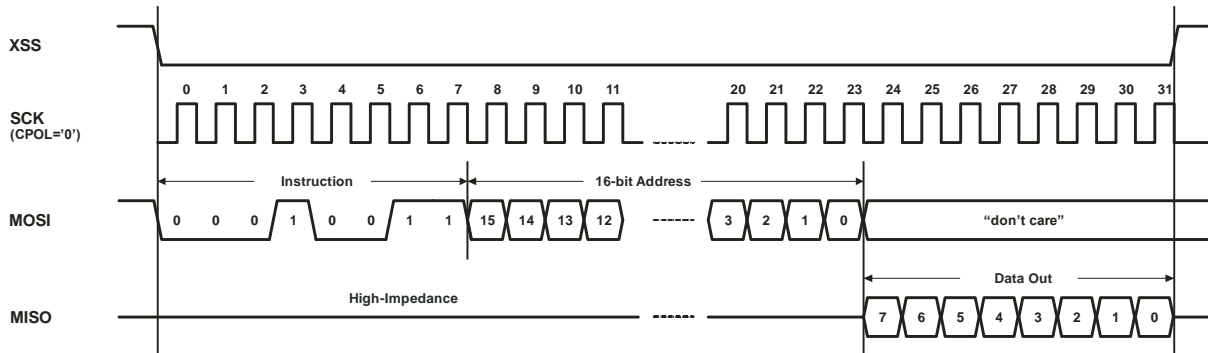 XSS
0 1 2 3 4 5 6 7 8 9 10 11 20 21 22 23 24 25 26 27 28 29 30 31
SCK
(CPOL='0')
Instruction 16-bit Address
MOSI 0 0 0 1 0 0 1 1 15 14 13 12 3 2 1 0 “don’t care”
Data Out
High-Impedance
MISO 7 6 5 4 3 2 1 0